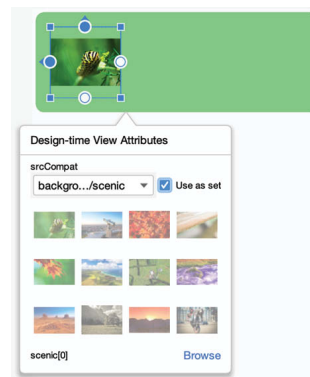 Design-time View Attributes
srcCompat
backgro.../scenic
Use as set
scenic[0]
Browse